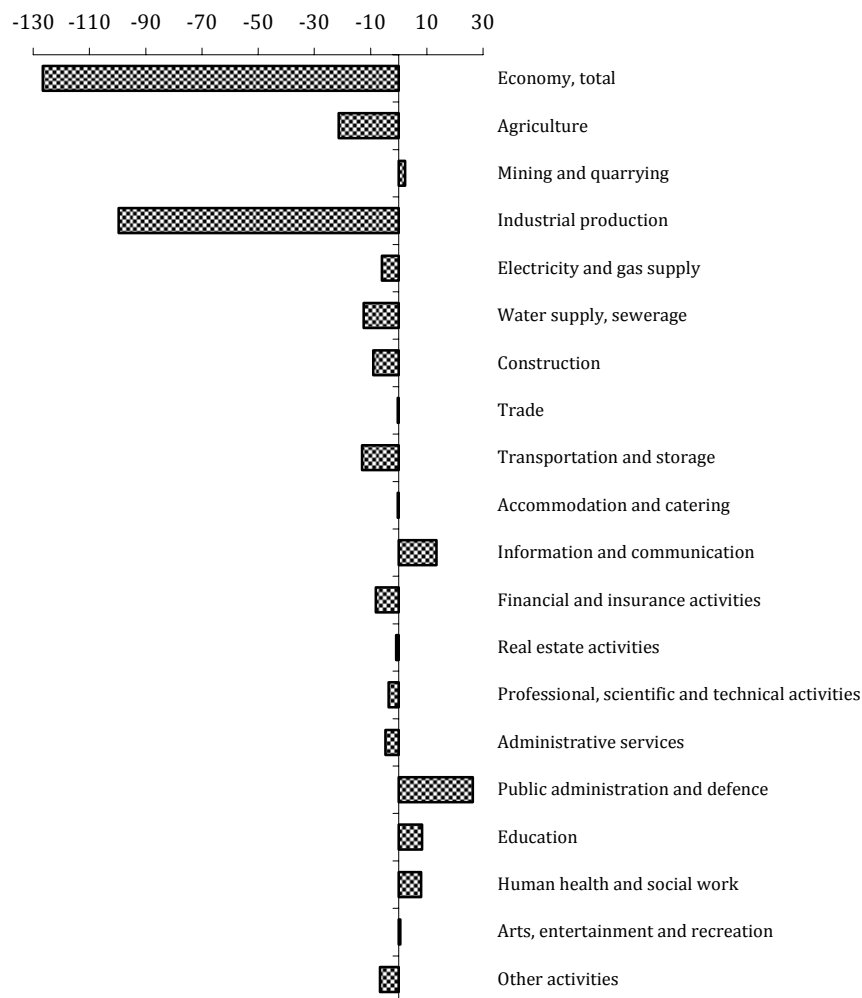 -130 -110 -90 -70 -50 -30 -10 10 30
Economy, total
Agriculture
Mining and quarrying
Industrial production
Electricity and gas supply
Water supply, sewerage
Construction
Trade
Transportation and storage
Accommodation and catering
Information and communication
Financial and insurance activities
Real estate activities
Professional, scientific and technical activities
Administrative services
Public administration and defence
Education
Human health and social work
Arts, entertainment and recreation
Other activities